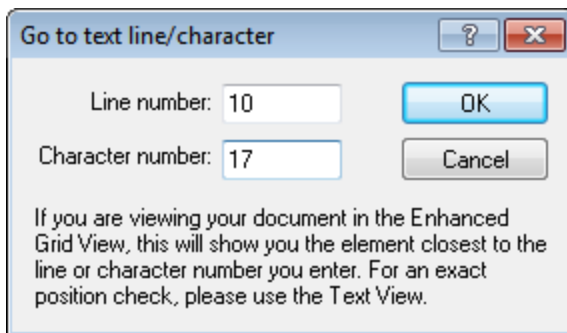 Go to text line/character
Line number: 10 OK
Character number: 17 Cancel
If you are viewing your document in the Enhanced
Grid View, this will show you the element closest to the
line or character number you enter. For an exact
position check, please use the Text View.